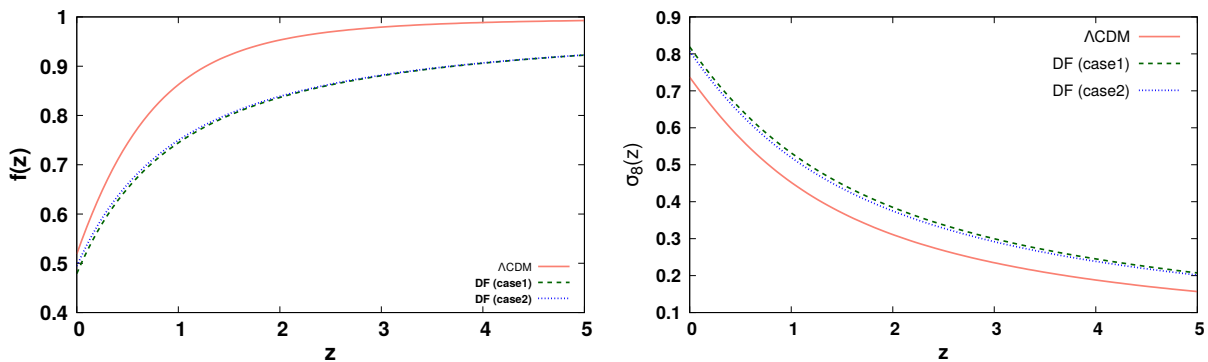 1
0.9
0.8
0.7
0.6
0.5
0.4
f(z)
0 1 2 3 4 5
z
ΛCDM
DF (case1)
DF (case2)
0.9
0.8
0.7
0.6
0.5
0.4
0.3
0.2
0.1
σ8(z)
0 1 2 3 4 5
z
ΛCDM
DF (case1)
DF (case2)